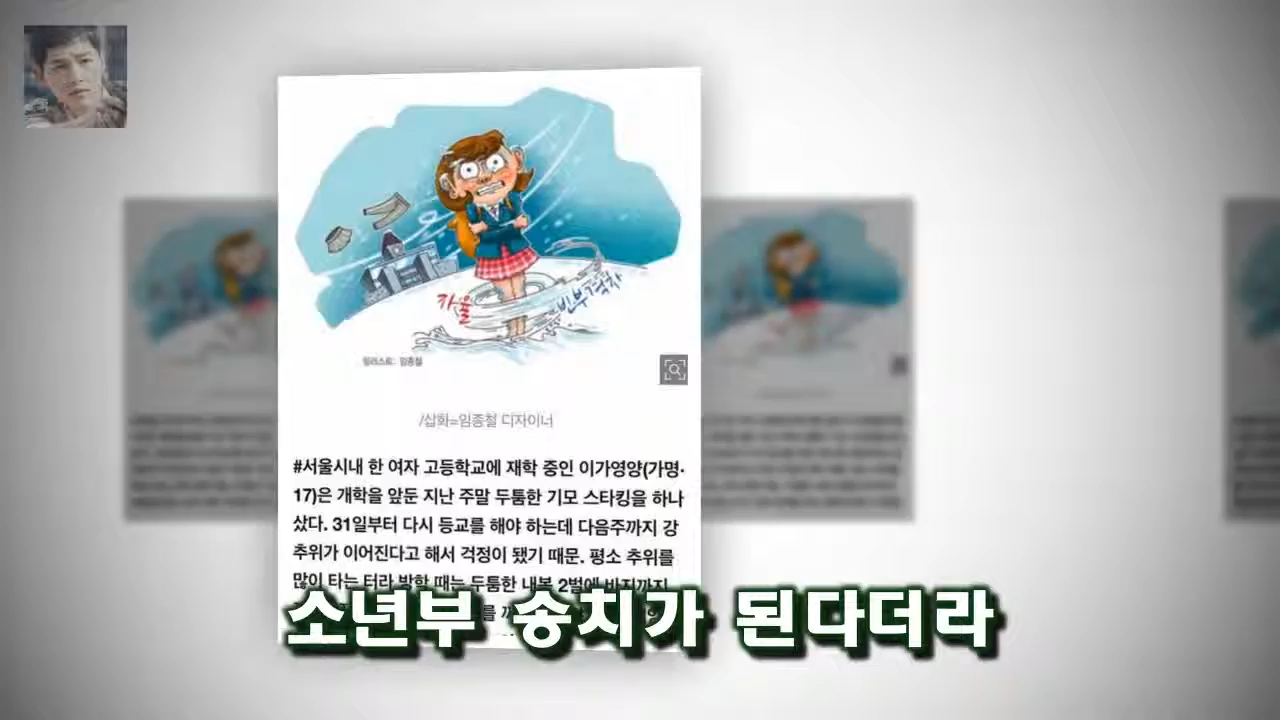 카울
빈부격차
일러스트: 임종철
/삽화=임종철 디자이너
#서울시내 한 여자 고등학교에 재학 중인 이가영양(가명·
17)은 개학을 앞둔 지난 주말 두툼한 기모 스타킹을 하나
샀다. 31일부터 다시 등교를 해야 하는데 다음주까지 강
추위가 이어진다고 해서 걱정이 됐기 때문. 평소 추위를
많이 타는 터라 방학 때는 두툼한 내복 2벌에 바지까지
소년부 송치가 된다더라